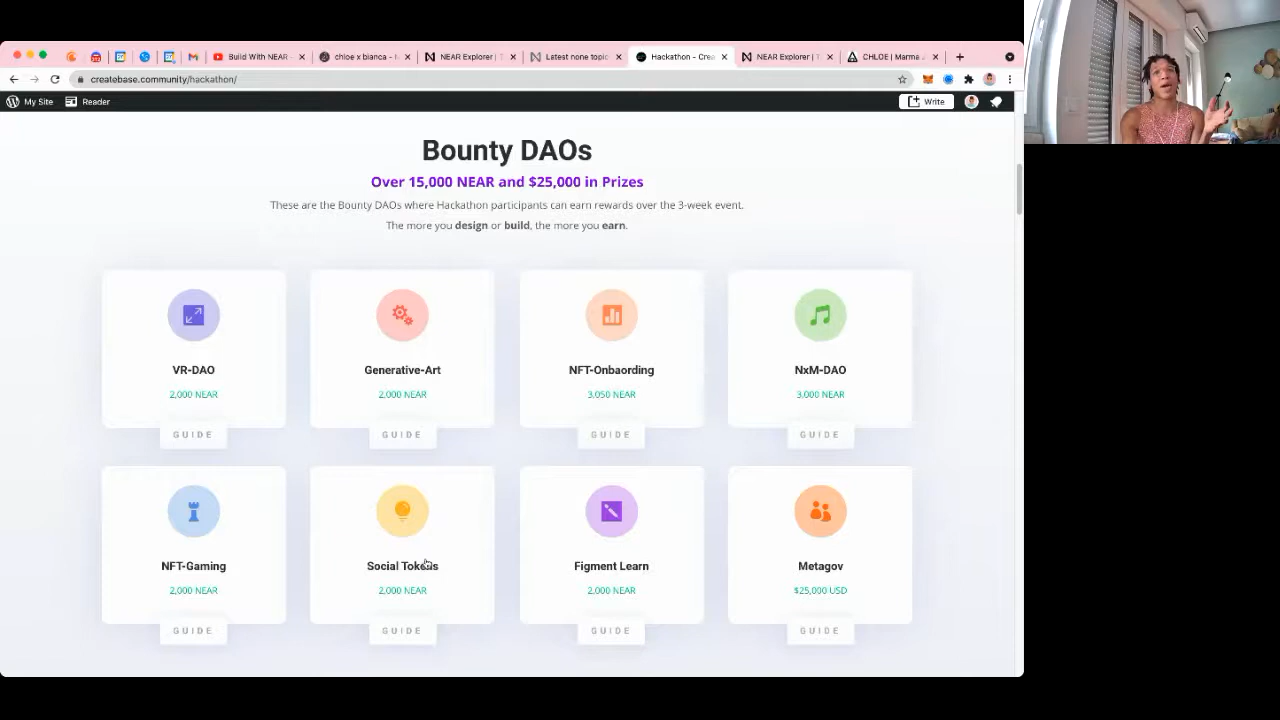 Build With NEAR
chloe x bianca -
NEAR Explorer | T
Latest none topic
Hackathon - Crea
NEAR Explorer | T
CHLOE | Marma
createbase.community/hackathon/
My Site
Reader
Write
Bounty DAOs
Over 15,000 NEAR and $25,000 in Prizes
These are the Bounty DAOs where Hackathon participants can earn rewards over the 3-week event.
The more you design or build, the more you earn.
VR-DAO
2,000 NEAR
GUIDE
Generative-Art
2,000 NEAR
GUIDE
NFT-Onbaording
3,050 NEAR
GUIDE
NxM-DAO
3,000 NEAR
GUIDE
NFT-Gaming
2,000 NEAR
GUIDE
Social Tokens
2,000 NEAR
GUIDE
Figment Learn
2,000 NEAR
GUIDE
Metagov
$25,000 USD
GUIDE